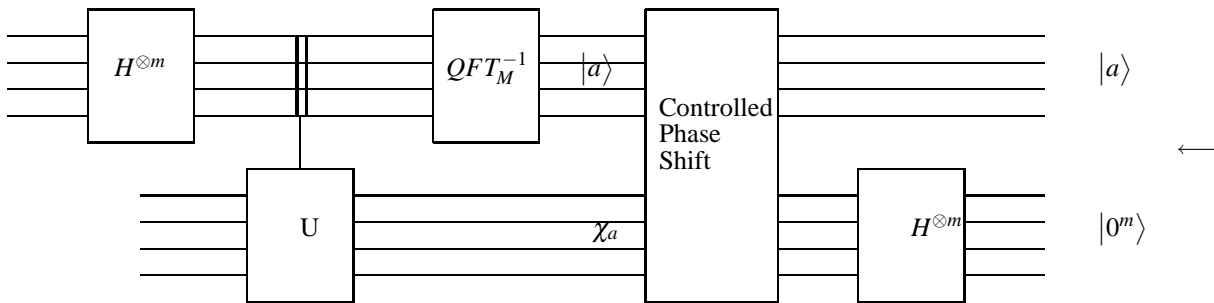 H⊗m
QFT_M^{-1}
|a⟩
Controlled
Phase
Shift
|a⟩
←
U
χ_a
H⊗m
|0^m⟩